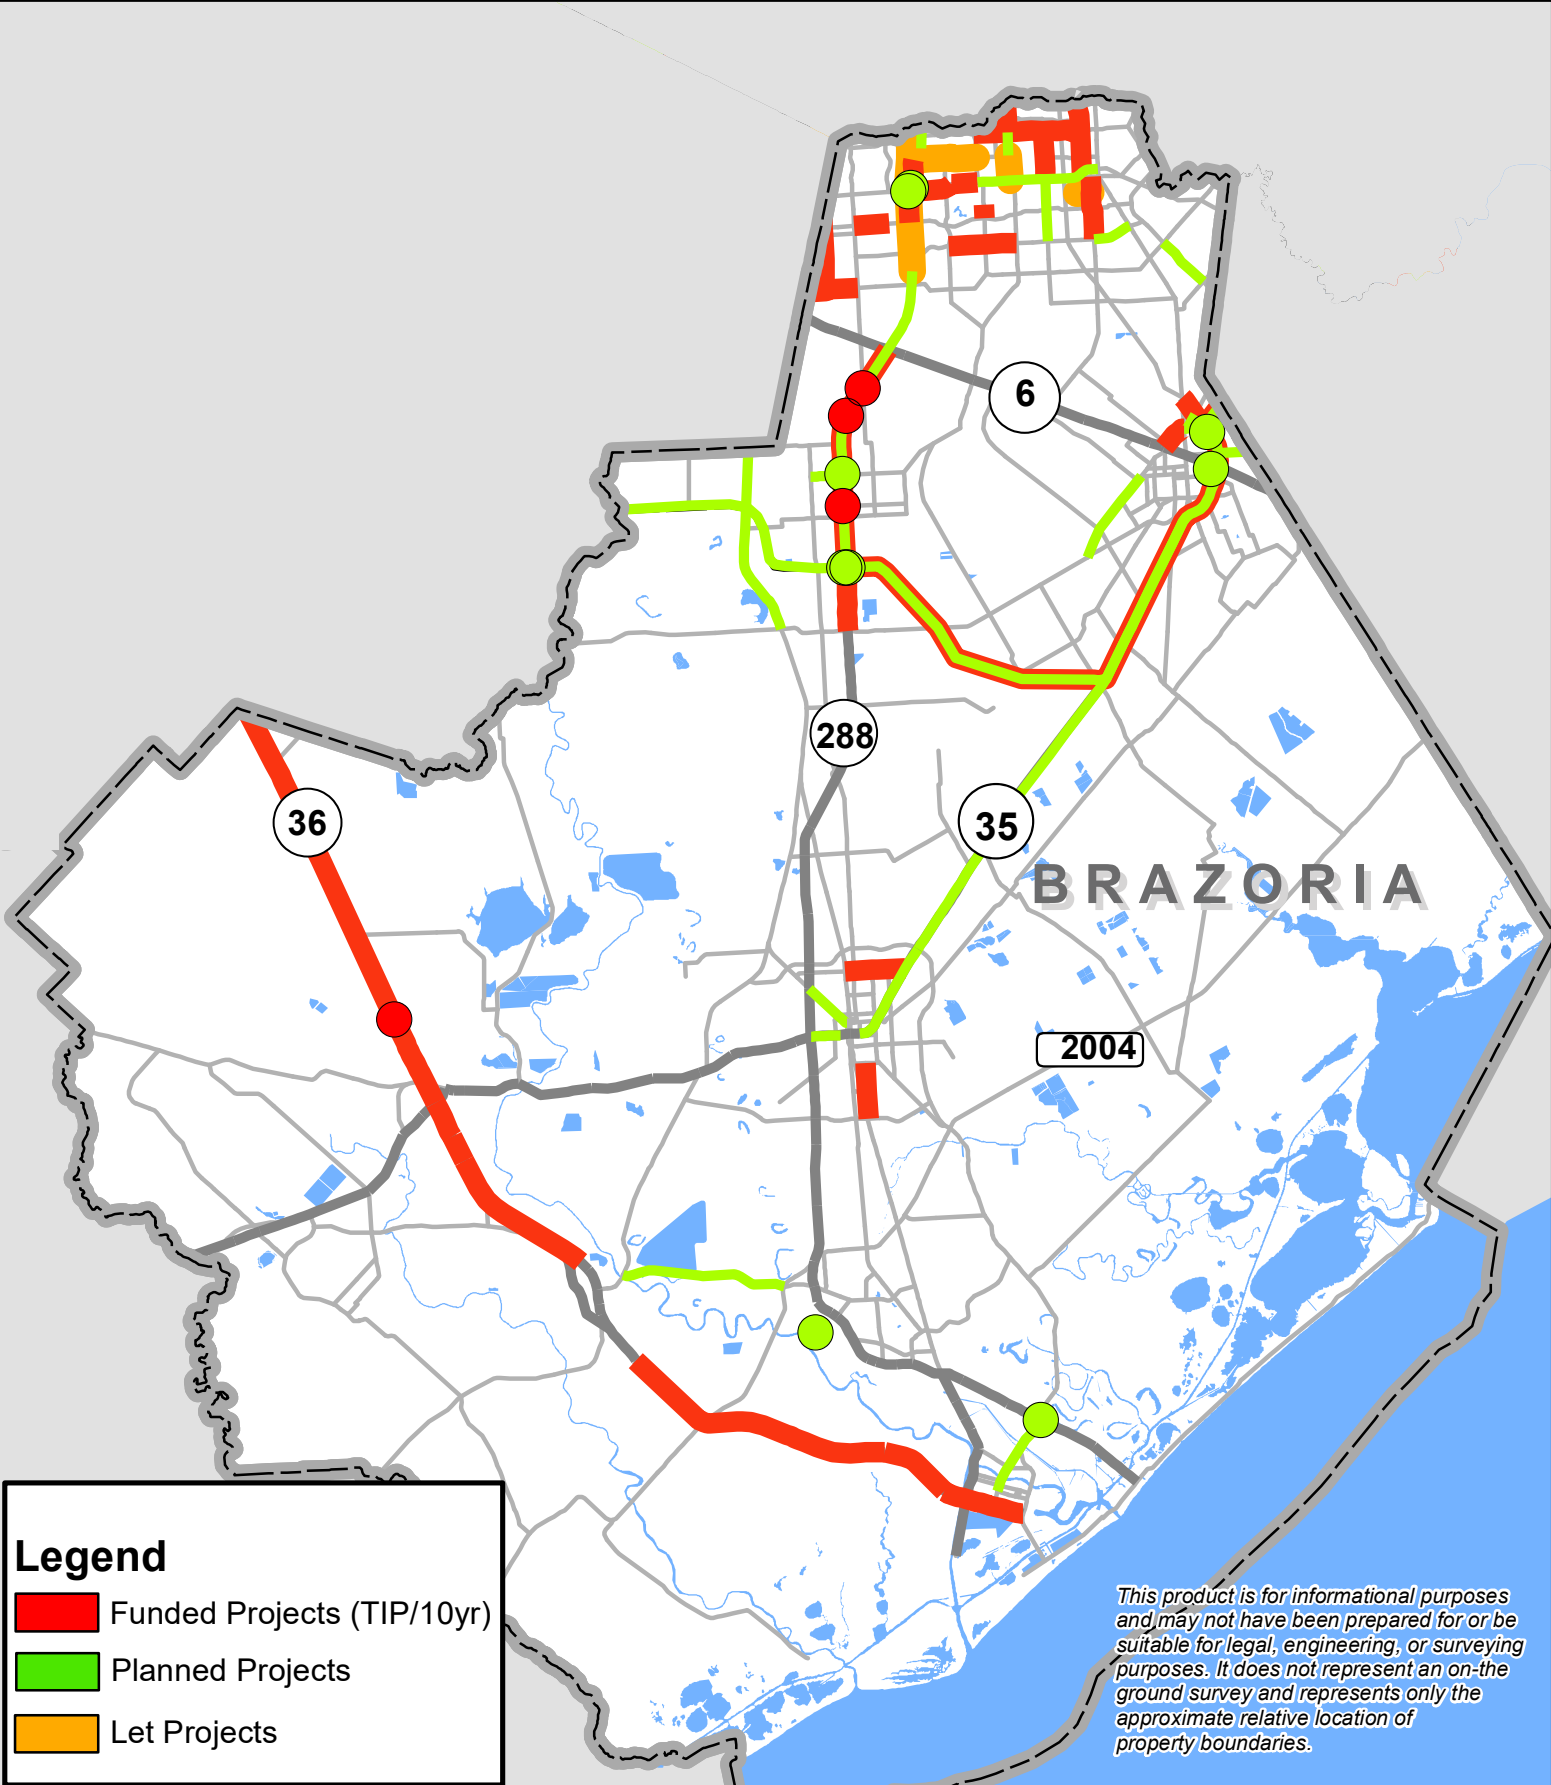 6
288
36
35
BRAZORIA
2004
Legend
Funded Projects (TIP/10yr)
Planned Projects
Let Projects
This product is for informational purposes
and may not have been prepared for or be
suitable for legal, engineering, or surveying
purposes. It does not represent an on-the
ground survey and represents only the
approximate relative location of
property boundaries.